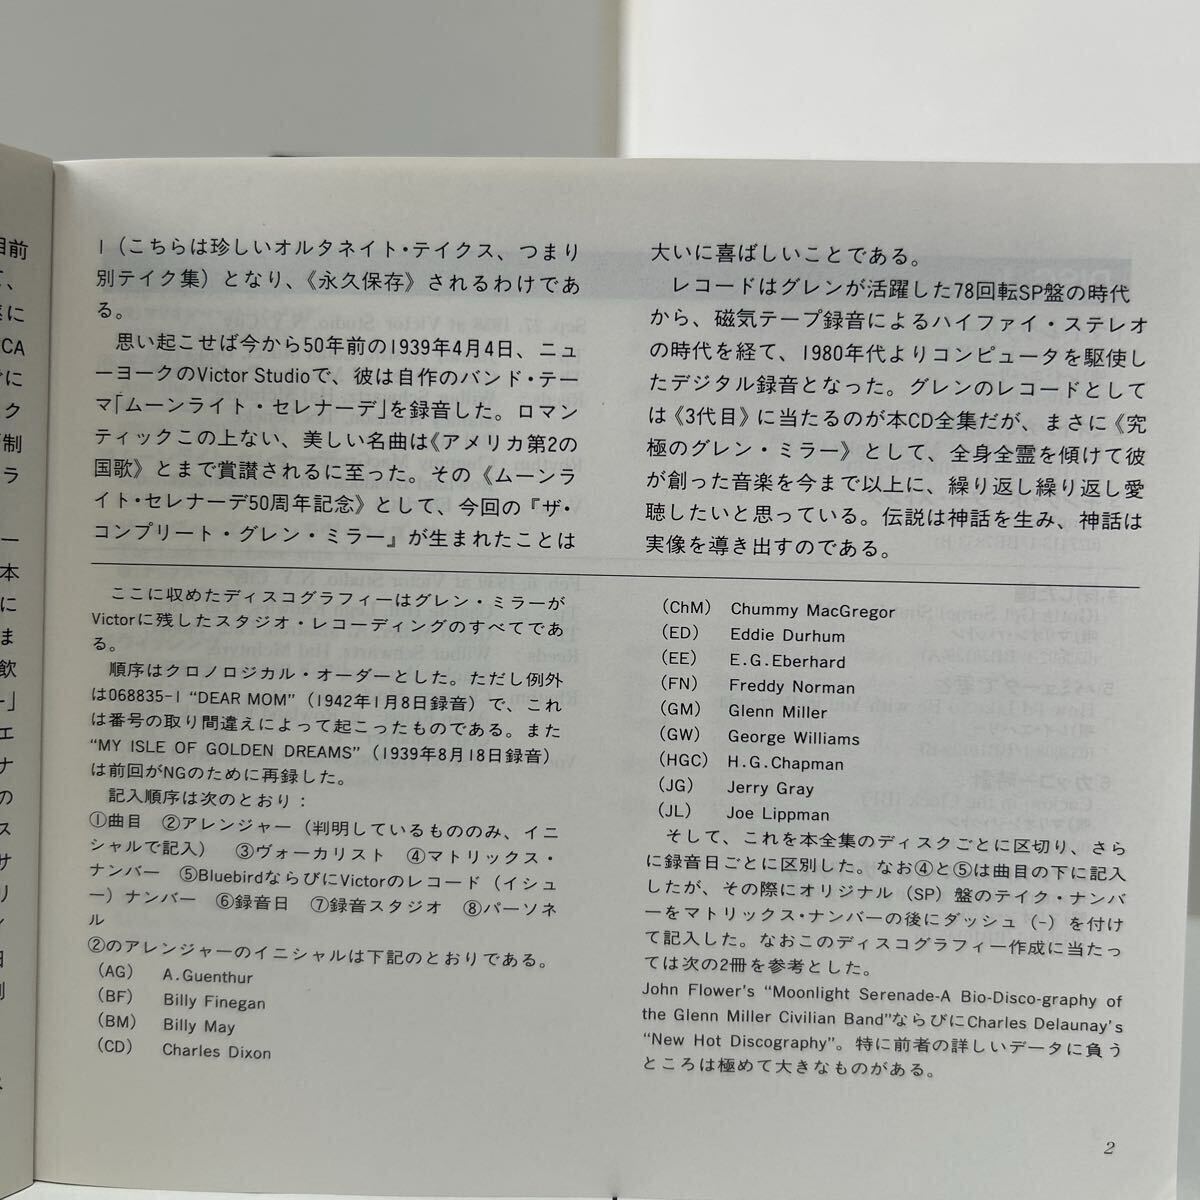 I（こちらは珍しいオルタネイト・テイクス、つまり
別テイク集）となり、《永久保存》されるわけであ
る。
思い起こせば今から50年前の1939年4月4日、ニュ
ーヨークのVictor Studioで、彼は自作のバンド・テー
マ「ムーンライト・セレナーデ」を録音した。ロマン
ティックこの上ない、美しい名曲は《アメリカ第2の
国歌》とまで賞讃されるに至った。その《ムーンラ
イト・セレナーデ50周年記念》として、今回の『ザ・
コンプリート・グレン・ミラー』が生まれたことは
大いに喜ばしいことである。
レコードはグレンが活躍した78回転SP盤の時代
から、磁気テープ録音によるハイファイ・ステレオ
の時代を経て、1980年代よりコンピュータを駆使し
たデジタル録音となった。グレンのレコードとして
は《3代目》に当たるのが本CD全集だが、まさに《究
極のグレン・ミラー》として、全身全霊を傾けて彼
が創った音楽を今まで以上に、繰り返し繰り返し愛
聴したいと思っている。伝説は神話を生み、神話は
実像を導き出すのである。
ここに収めたディスコグラフィーはグレン・ミラーが
Victorに残したスタジオ・レコーディングのすべてであ
る。
順序はクロノロジカル・オーダーとした。ただし例外
は068835-1 “DEAR MOM”（1942年1月8日録音）で、これ
は番号の取り間違えによって起こったものである。また
“MY ISLE OF GOLDEN DREAMS”（1939年8月18日録音）
は前回がNGのために再録した。
記入順序は次のとおり：
①曲目　②アレンジャー（判明しているもののみ、イニ
シャルで記入）　③ヴォーカリスト　④マトリックス・
ナンバー　⑤BluebirdならびにVictorのレコード（イシュ
ー）ナンバー　⑥録音日　⑦録音スタジオ　⑧パーソネ
ル
②のアレンジャーのイニシャルは下記のとおりである。
（AG）　A.Guenthur
（BF）　Billy Finegan
（BM）　Billy May
（CD）　Charles Dixon
（ChM）　Chummy MacGregor
（ED）　Eddie Durhum
（EE）　E.G.Eberhard
（FN）　Freddy Norman
（GM）　Glenn Miller
（GW）　George Williams
（HGC）　H.G.Chapman
（JG）　Jerry Gray
（JL）　Joe Lippman
そして、これを本全集のディスクごとに区切り、さら
に録音日ごとに区別した。なお④と⑤は曲目の下に記入
したが、その際にオリジナル（SP）盤のテイク・ナンバ
ーをマトリックス・ナンバーの後にダッシュ（-）を付け
て記入した。なおこのディスコグラフィー作成に当たっ
ては次の2冊を参考とした。
John Flower's “Moonlight Serenade-A Bio-Disco-graphy of
the Glenn Miller Civilian Band”ならびにCharles Delaunay's
“New Hot Discography”。特に前者の詳しいデータに負う
ところは極めて大きなものがある。
2